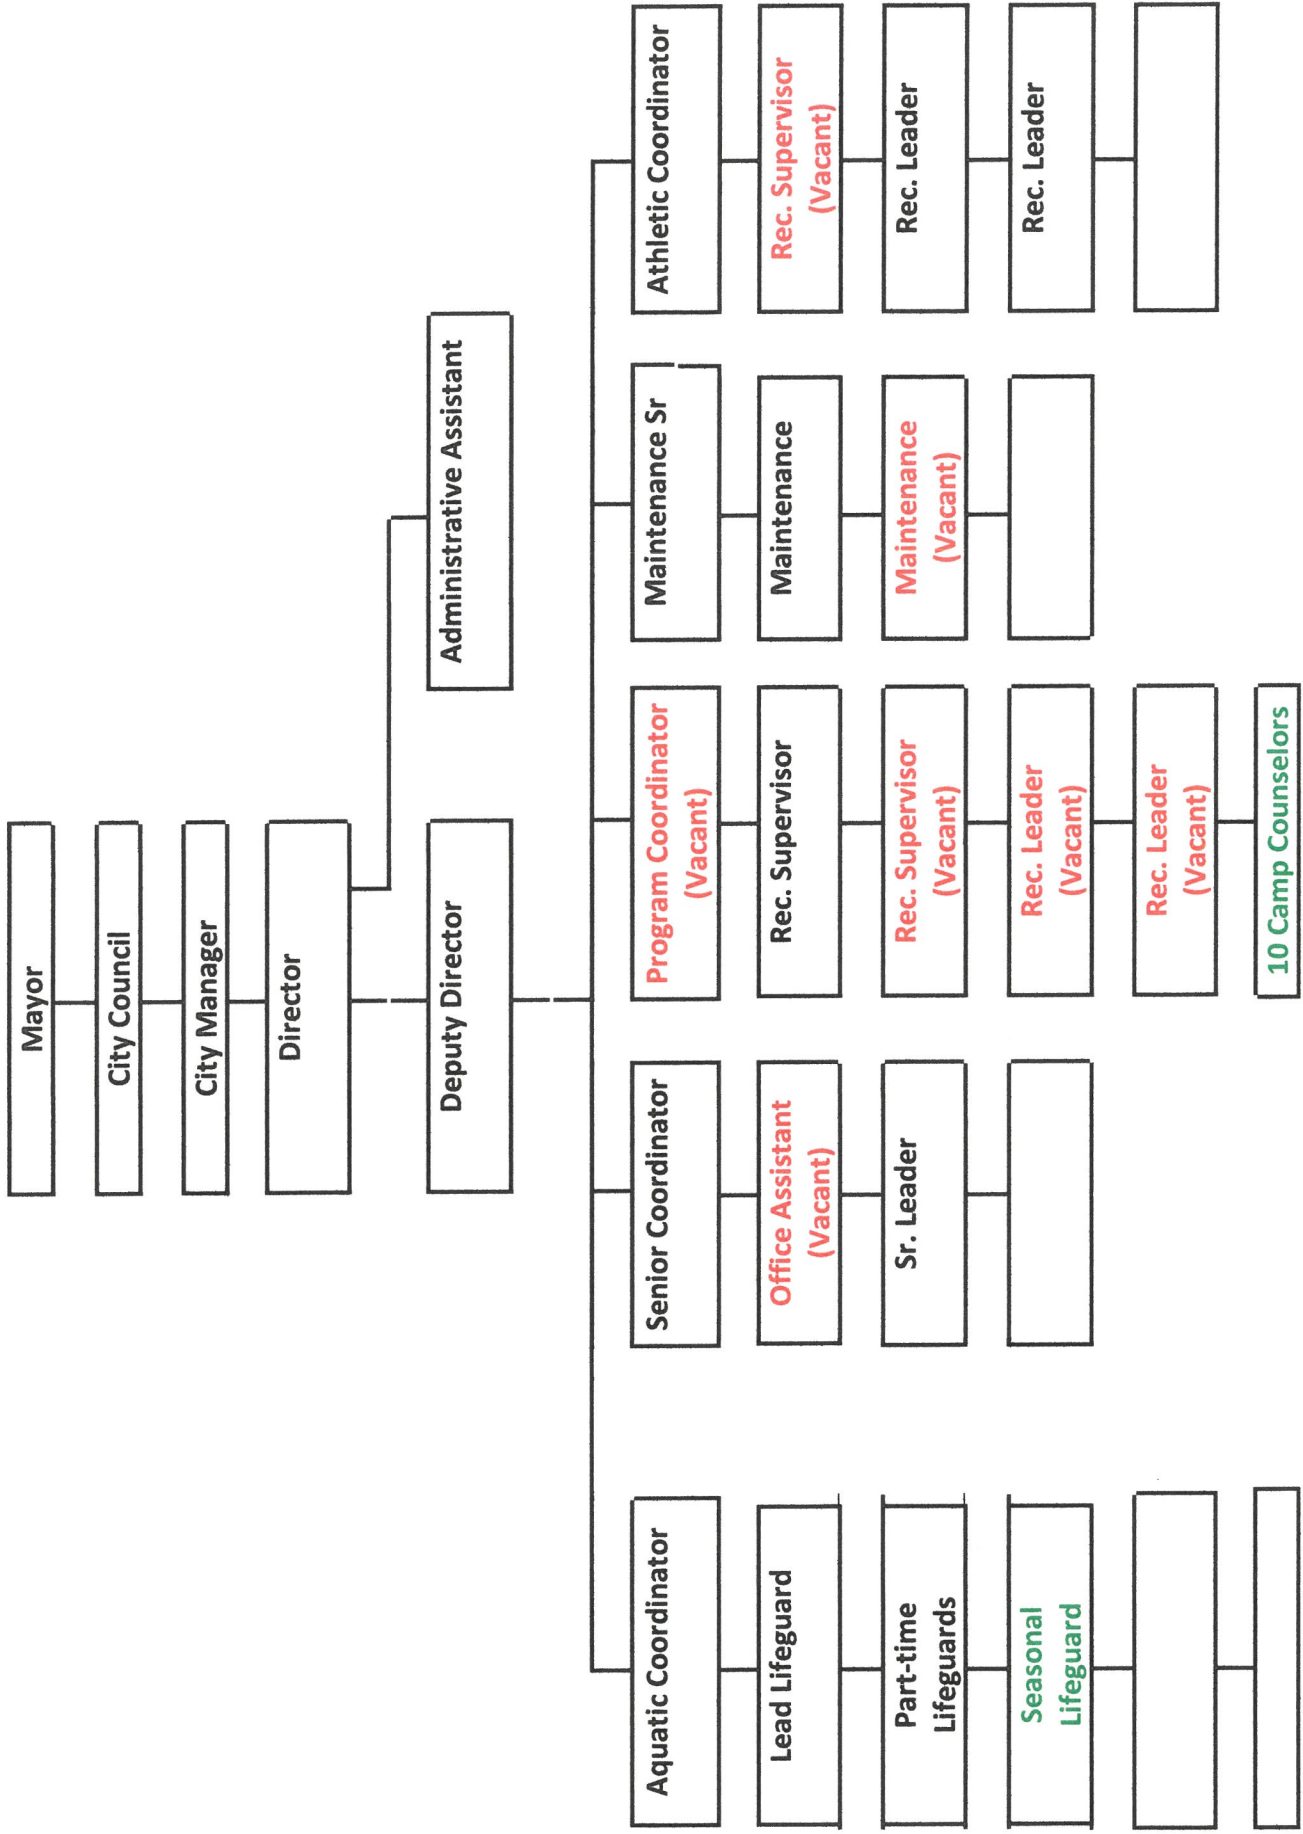 Mayor
City Council
City Manager
Director
Deputy Director
Administrative Assistant
Aquatic Coordinator
Lead Lifeguard
Part-time
Lifeguards
Seasonal
Lifeguard
Senior Coordinator
Office Assistant
(Vacant)
Sr. Leader
Program Coordinator
(Vacant)
Rec. Supervisor
Rec. Supervisor
(Vacant)
Rec. Leader
(Vacant)
Rec. Leader
(Vacant)
10 Camp Counselors
Maintenance Sr
Maintenance
Maintenance
(Vacant)
Athletic Coordinator
Rec. Supervisor
(Vacant)
Rec. Leader
Rec. Leader